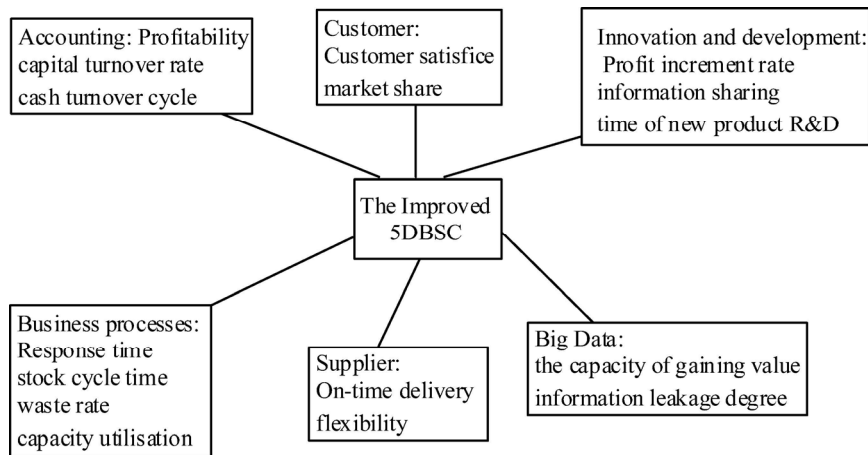 Accounting: Profitability
capital turnover rate
cash turnover cycle
Customer:
Customer satisfice
market share
Innovation and development:
Profit increment rate
information sharing
time of new product R&D
The Improved
5DBSC
Business processes:
Response time
stock cycle time
waste rate
capacity utilisation
Supplier:
On-time delivery
flexibility
Big Data:
the capacity of gaining value
information leakage degree